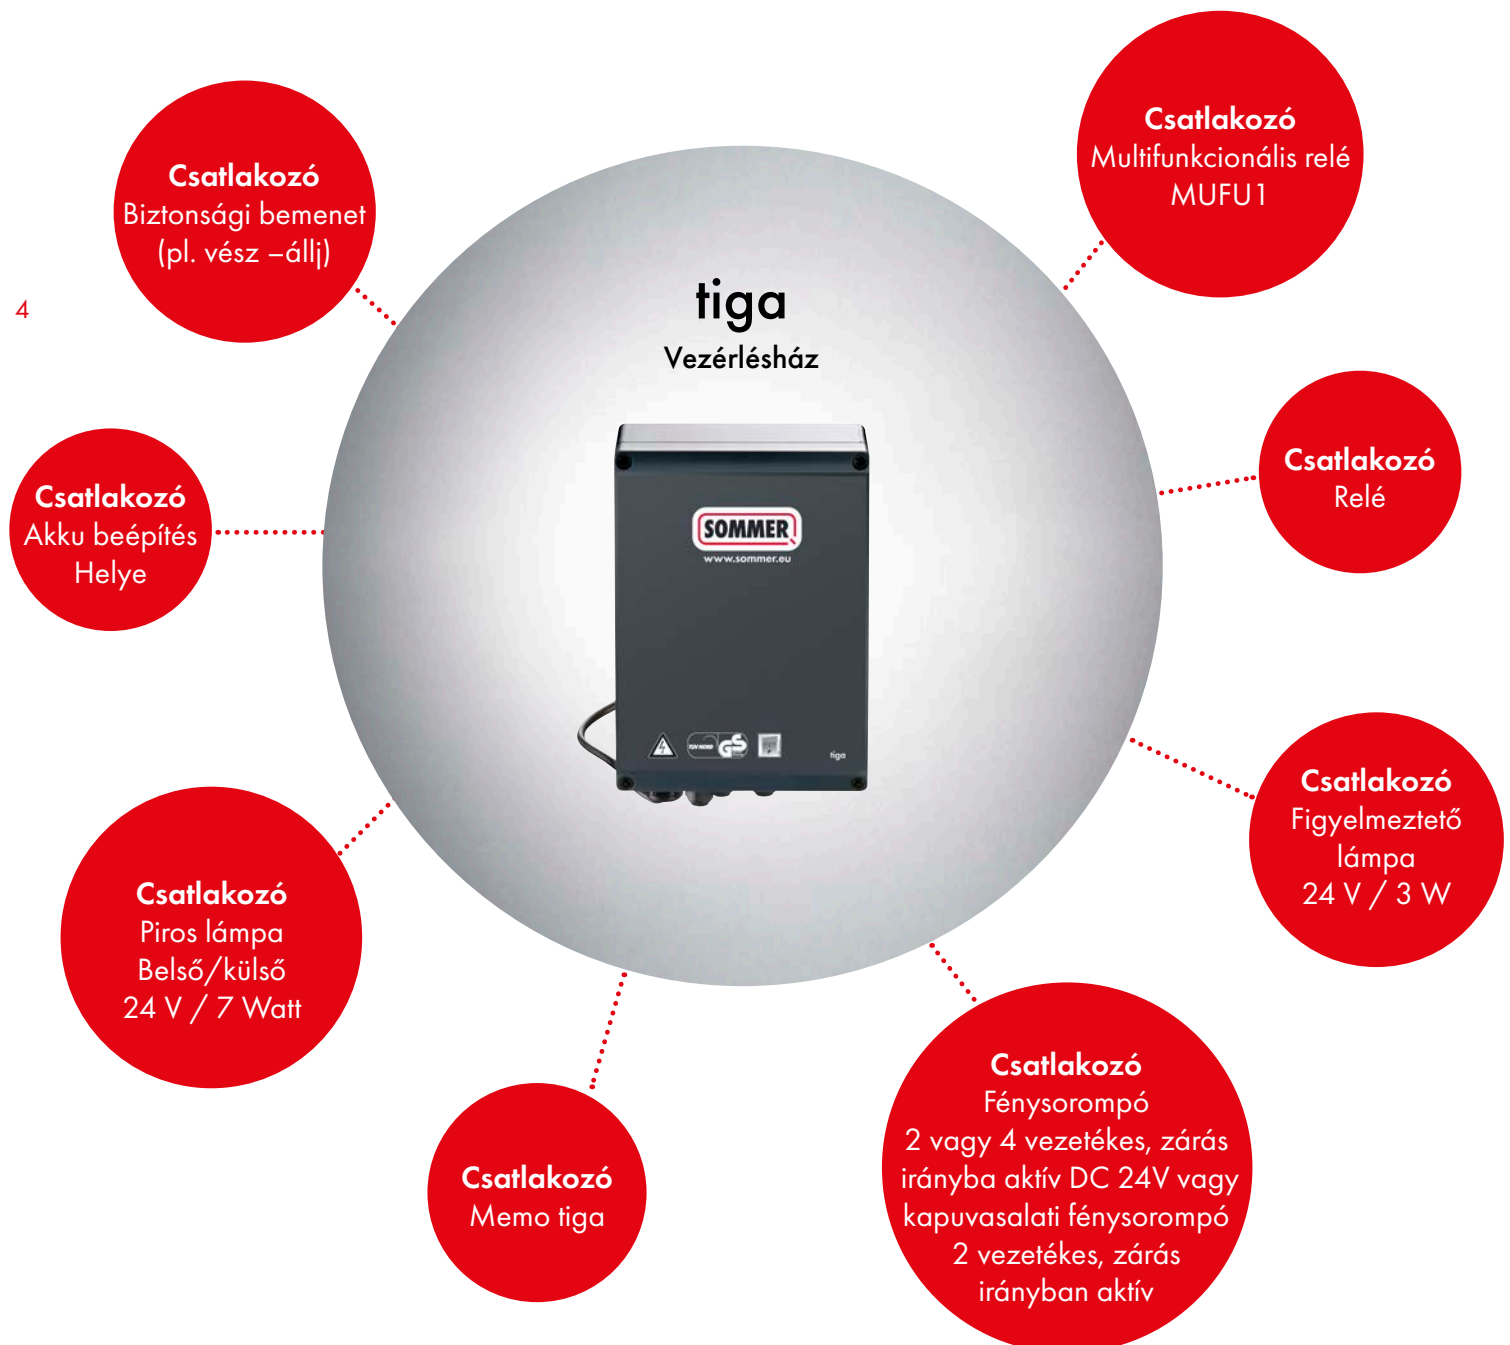 Csatlakozó
Multifunkcionális relé
MUFU1
Csatlakozó
Biztonsági bemenet
(pl. vész –állj)
4
tiga
Vezérlésház
Csatlakozó
Relé
Csatlakozó
Akku beépítés
Helye
SOMMER
www.sommer.eu
TÜV NORD
GS
tiga
Csatlakozó
Figyelmeztető
lámpa
24 V / 3 W
Csatlakozó
Piros lámpa
Belső/külső
24 V / 7 Watt
Csatlakozó
Fénysorompó
2 vagy 4 vezetékes, zárás
irányba aktív DC 24V vagy
kapuvasalati fénysorompó
2 vezetékes, zárás
irányban aktív
Csatlakozó
Memo tiga